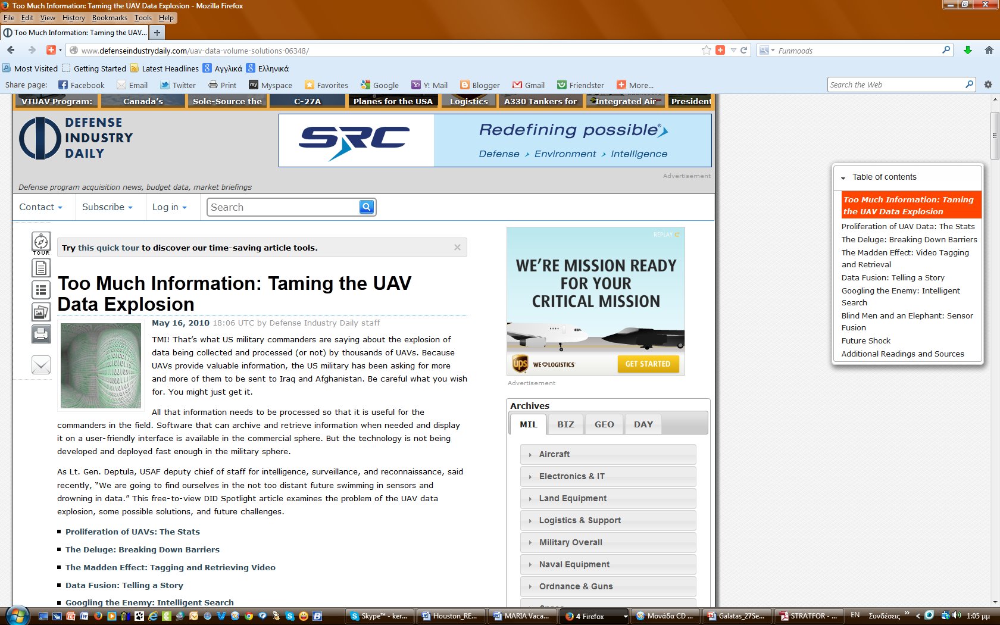 Too Much Information: Taming the UAV Data Explosion - Mozilla Firefox
File Edit View History Bookmarks Tools Help
Too Much Information: Taming the UAV...
www.defenseindustrydaily.com/uav-data-volume-solutions-06348/
Funmoods
Most Visited Getting Started Latest Headlines Αγγλικά Ελληνικά
Share page: Facebook Email Twitter Print Myspace Favorites Google Y! Mail Blogger Gmail Friendster More...
Search the Web
VTUAV Program: Canada's Sole-Source the C-27A Planes for the USA Logistics A330 Tankers for Integrated Air President
DEFENSE
INDUSTRY
DAILY
SRC
Redefining possible®
Defense › Environment › Intelligence
Advertisement
Defense program acquisition news, budget data, market briefings
Contact Subscribe Log in Search
TOUR
Try this quick tour to discover our time-saving article tools.
Too Much Information: Taming the UAV
Data Explosion
May 16, 2010 18:06 UTC by Defense Industry Daily staff
TMI! That's what US military commanders are saying about the explosion of
data being collected and processed (or not) by thousands of UAVs. Because
UAVs provide valuable information, the US military has been asking for more
and more of them to be sent to Iraq and Afghanistan. Be careful what you wish
for. You might just get it.
All that information needs to be processed so that it is useful for the
commanders in the field. Software that can archive and retrieve information when needed and display
it on a user-friendly interface is available in the commercial sphere. But the technology is not being
developed and deployed fast enough in the military sphere.
As Lt. Gen. Deptula, USAF deputy chief of staff for intelligence, surveillance, and reconnaissance, said
recently, “We are going to find ourselves in the not too distant future swimming in sensors and
drowning in data.” This free-to-view DID Spotlight article examines the problem of the UAV data
explosion, some possible solutions, and future challenges.
Proliferation of UAVs: The Stats
The Deluge: Breaking Down Barriers
The Madden Effect: Tagging and Retrieving Video
Data Fusion: Telling a Story
Googling the Enemy: Intelligent Search
REPLAY
WE'RE MISSION READY
FOR YOUR
CRITICAL MISSION
ups WE LOGISTICS
GET STARTED
Advertisement
Archives
MIL BIZ GEO DAY
Aircraft
Electronics & IT
Land Equipment
Logistics & Support
Military Overall
Naval Equipment
Ordnance & Guns
Table of contents
Too Much Information: Taming
the UAV Data Explosion
Proliferation of UAV Data: The Stats
The Deluge: Breaking Down Barriers
The Madden Effect: Video Tagging
and Retrieval
Data Fusion: Telling a Story
Googling the Enemy: Intelligent
Search
Blind Men and an Elephant: Sensor
Fusion
Future Shock
Additional Readings and Sources
Skype™ - ker... Houston_RE... MARIA Vaca... 4 Firefox Μονάδα CD ... Galatas_27Se... STRATFOR - ... EN Συνδέσεις 1:05 μμ